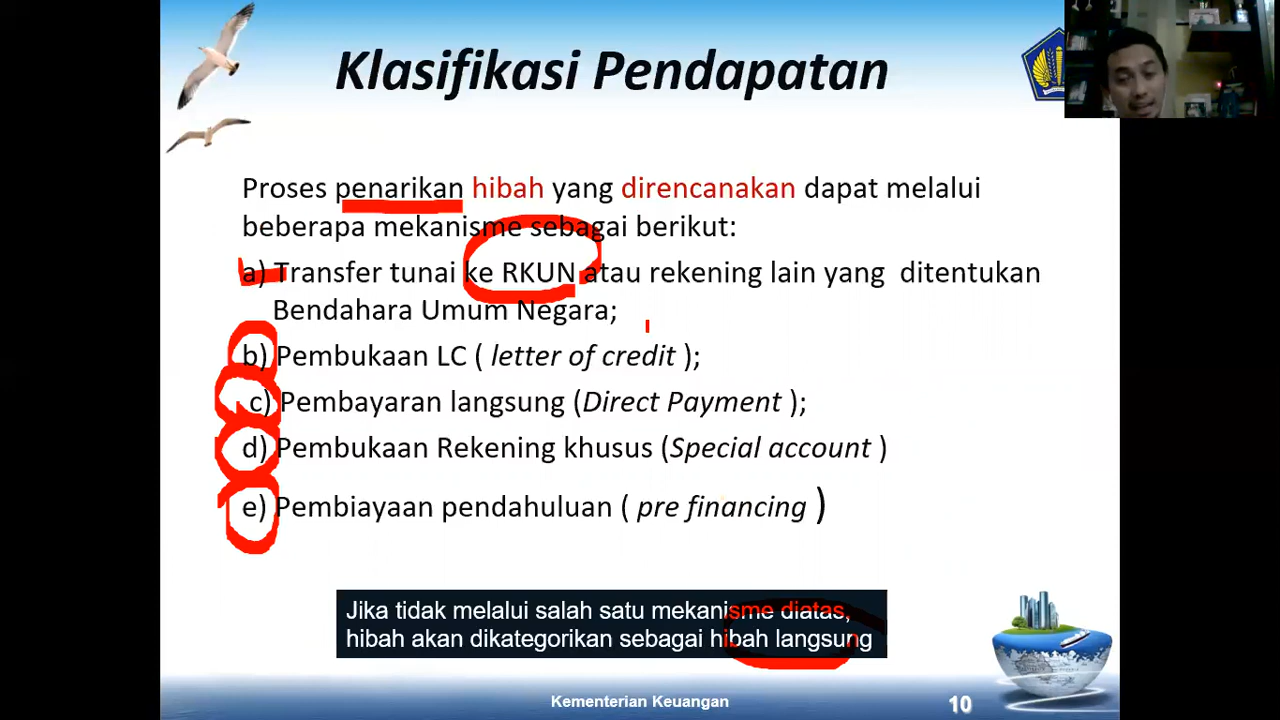 Klasifikasi Pendapatan
Proses penarikan hibah yang direncanakan dapat melalui
beberapa mekanisme sebagai berikut:
a) Transfer tunai ke RKUN atau rekening lain yang ditentukan
Bendahara Umum Negara;
b) Pembukaan LC ( letter of credit );
c) Pembayaran langsung (Direct Payment );
d) Pembukaan Rekening khusus (Special account )
e) Pembiayaan pendahuluan ( pre financing )
Jika tidak melalui salah satu mekanisme diatas,
hibah akan dikategorikan sebagai hibah langsung
Kementerian Keuangan
10